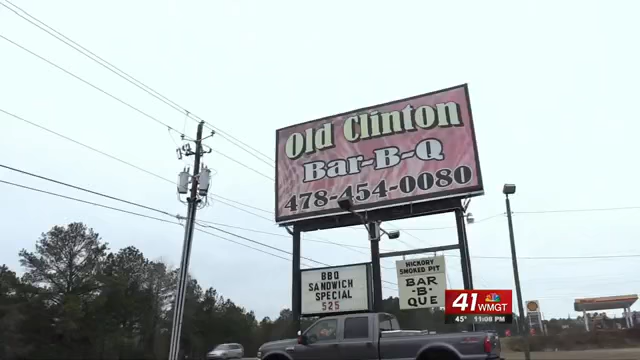 Old Clinton
Bar-B-Q
478-454-0080
BBQ
SANDWICH
SPECIAL
525
HICKORY
SMOKED PIT
BAR
-B-
QUE
41 WMGT
45° 11:08 PM